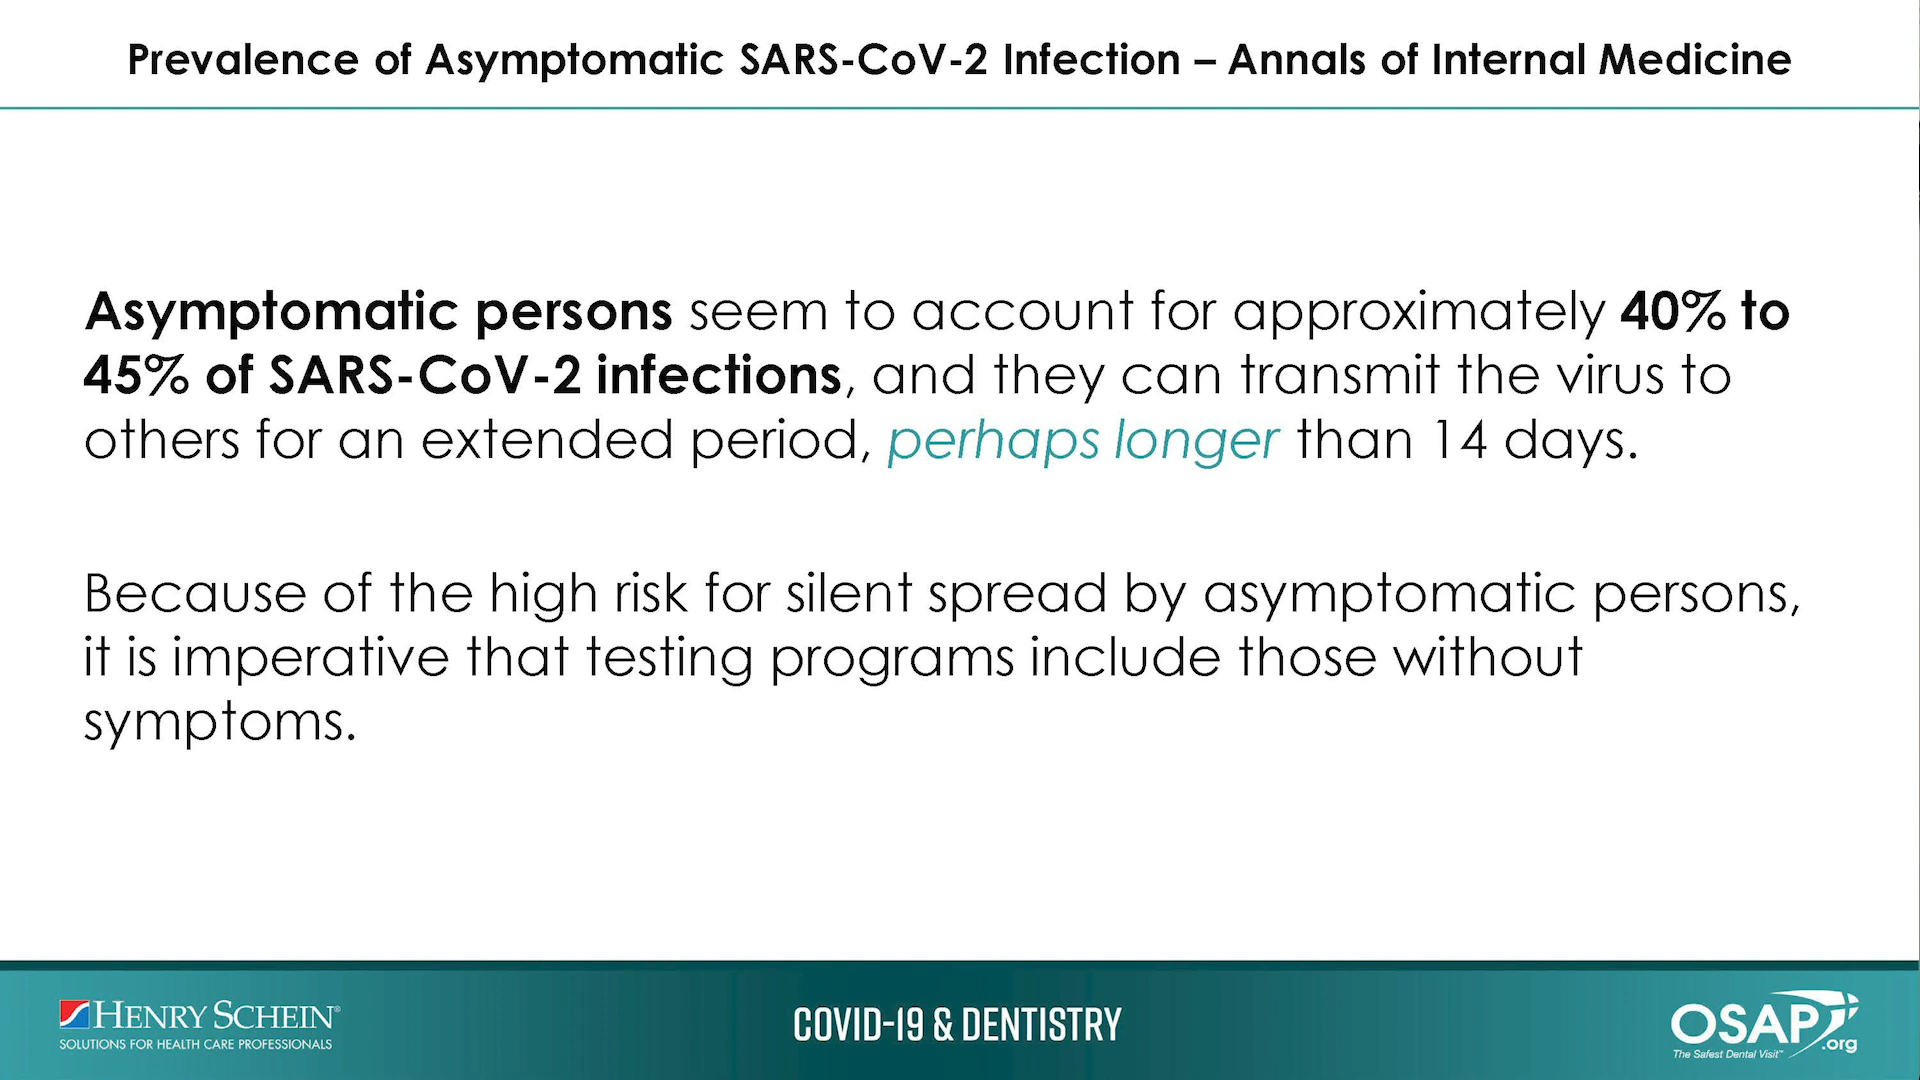 Prevalence of Asymptomatic SARS-CoV-2 Infection – Annals of Internal Medicine
Asymptomatic persons seem to account for approximately 40% to
45% of SARS-CoV-2 infections, and they can transmit the virus to
others for an extended period, perhaps longer than 14 days.
Because of the high risk for silent spread by asymptomatic persons,
it is imperative that testing programs include those without
symptoms.
HENRY SCHEIN®
SOLUTIONS FOR HEALTH CARE PROFESSIONALS
COVID-19 & DENTISTRY
OSAP
.org
The Safest Dental Visit™